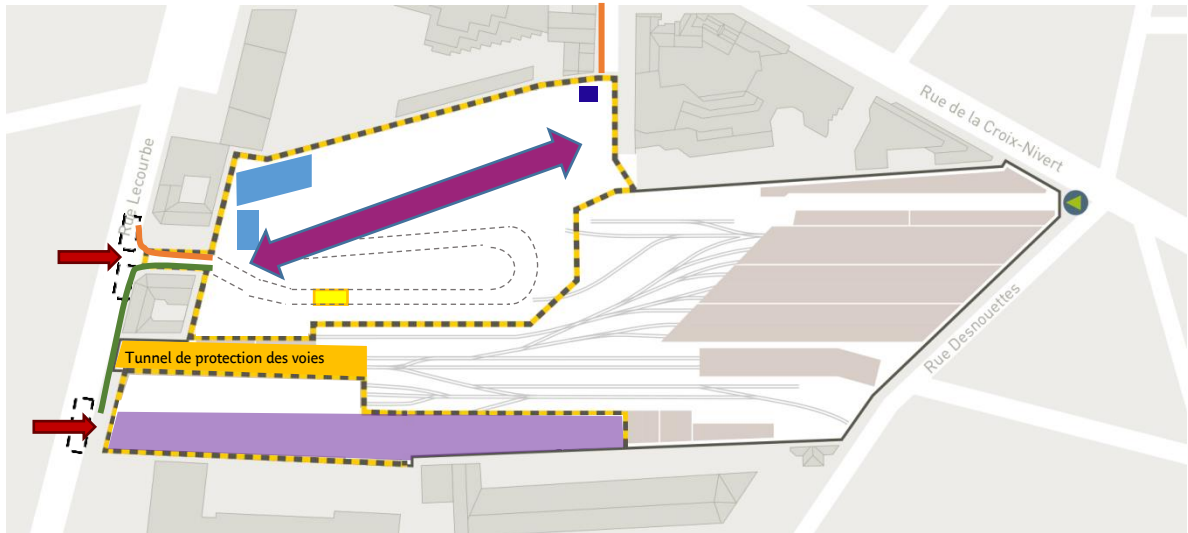 Rue de la Croix-Nivert
Rue Lecourbe
Rue Desnouettes
Tunnel de protection des voies